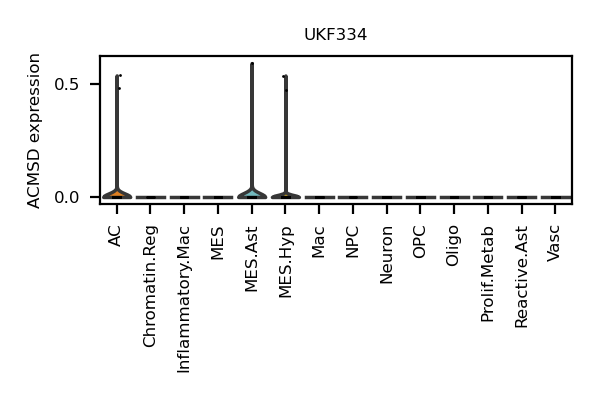 UKF334
ACMSD expression
0.5
0.0
AC
Chromatin.Reg
Inflammatory.Mac
MES
MES.Ast
MES.Hyp
Mac
NPC
Neuron
OPC
Oligo
Prolif.Metab
Reactive.Ast
Vasc